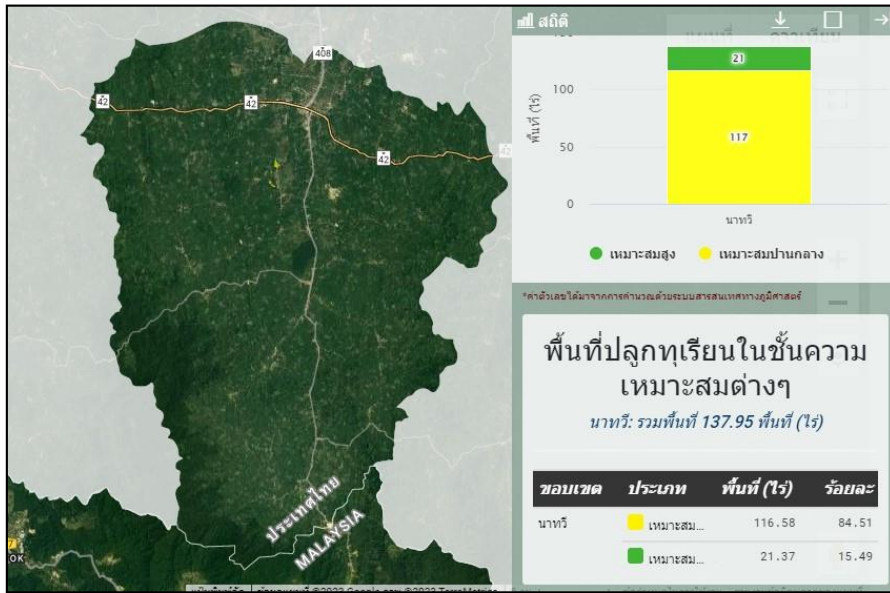 408
42
42
42
42
ประเทศไทย
MALAYSIA
7
OK
สถิติ
พื้นที่ (ไร่)
100
50
0
21
117
นาทวี
เหมาะสมสูง เหมาะสมปานกลาง
*ค่าตัวเลขได้มาจากการคำนวณด้วยระบบสารสนเทศทางภูมิศาสตร์
พื้นที่ปลูกทุเรียนในชั้นความ
เหมาะสมต่างๆ
นาทวี: รวมพื้นที่ 137.95 พื้นที่ (ไร่)
ขอบเขต ประเภท พื้นที่ (ไร่) ร้อยละ
นาทวี เหมาะสม... 116.58 84.51
เหมาะสม... 21.37 15.49